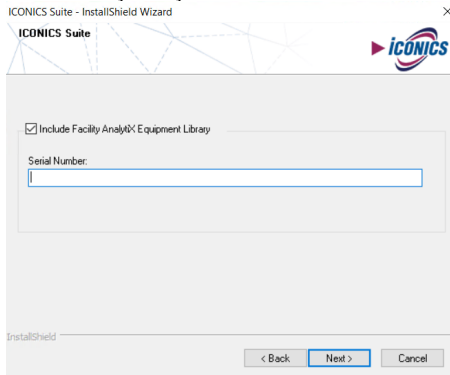 ICONICS Suite - InstallShield Wizard
ICONICS Suite
ICONICS
Include Facility AnalytiX Equipment Library
Serial Number:
InstallShield
< Back
Next >
Cancel